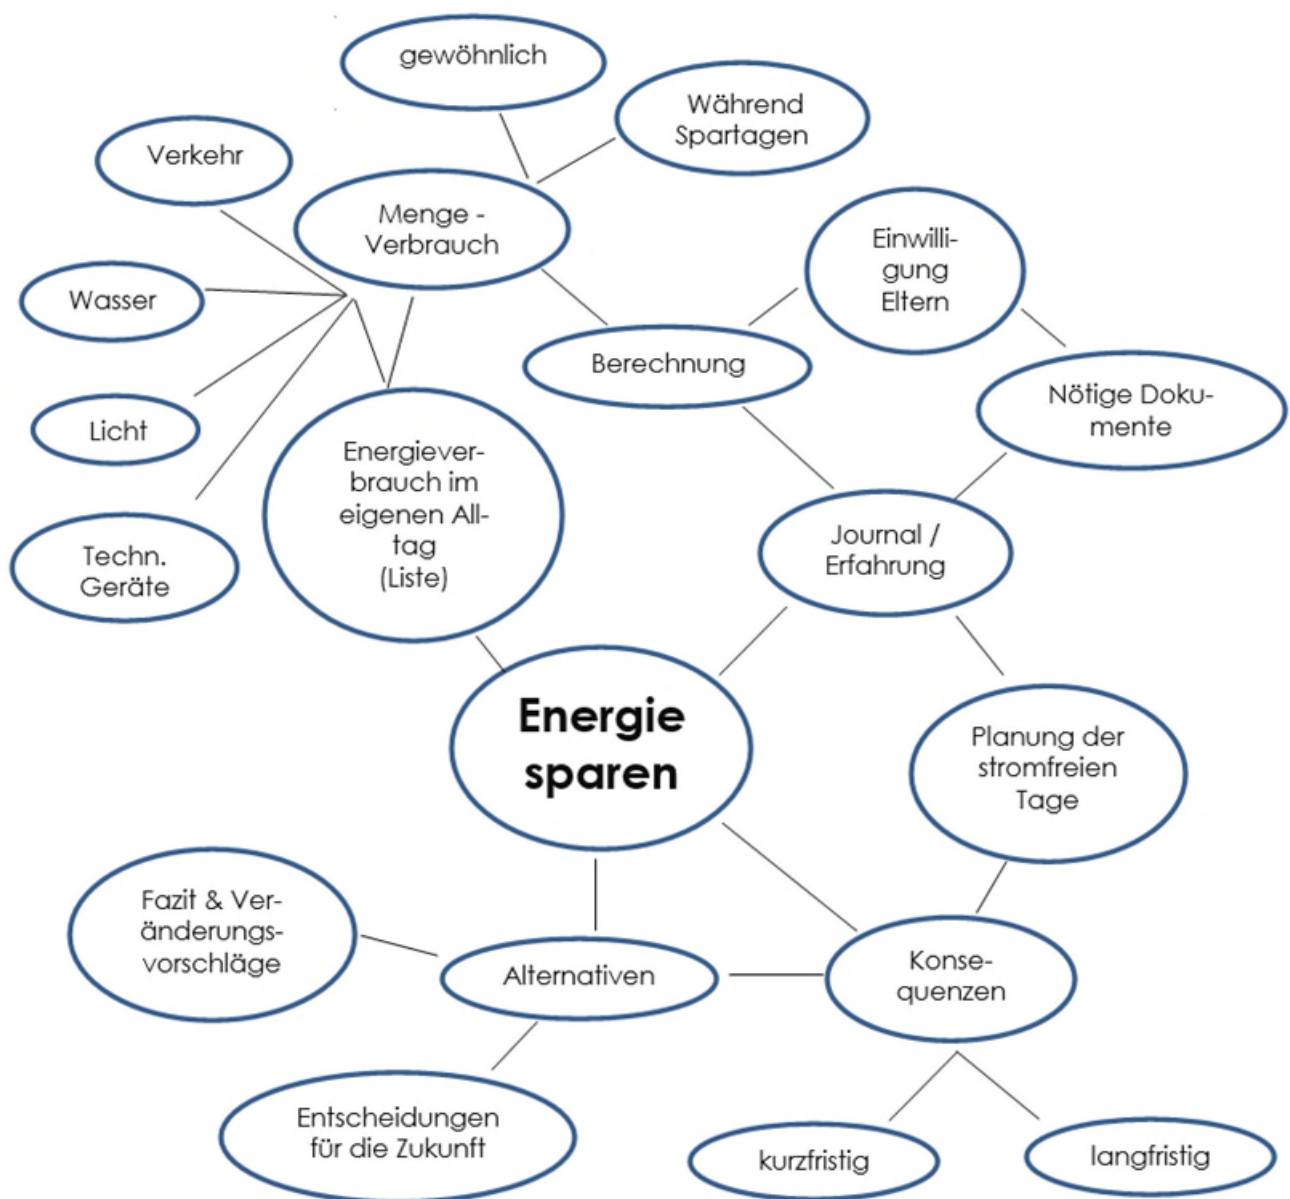 gewöhnlich
Während
Spartagen
Verkehr
Menge -
Verbrauch
Einwilli-
gung
Eltern
Wasser
Berechnung
Nötige Doku-
mente
Licht
Energiever-
brauch im
eigenen All-
tag
(Liste)
Journal /
Erfahrung
Techn.
Geräte
Energie
sparen
Planung der
stromfreien
Tage
Fazit & Ver-
änderungs-
vorschläge
Alternativen
Konse-
quenzen
Entscheidungen
für die Zukunft
kurzfristig
langfristig